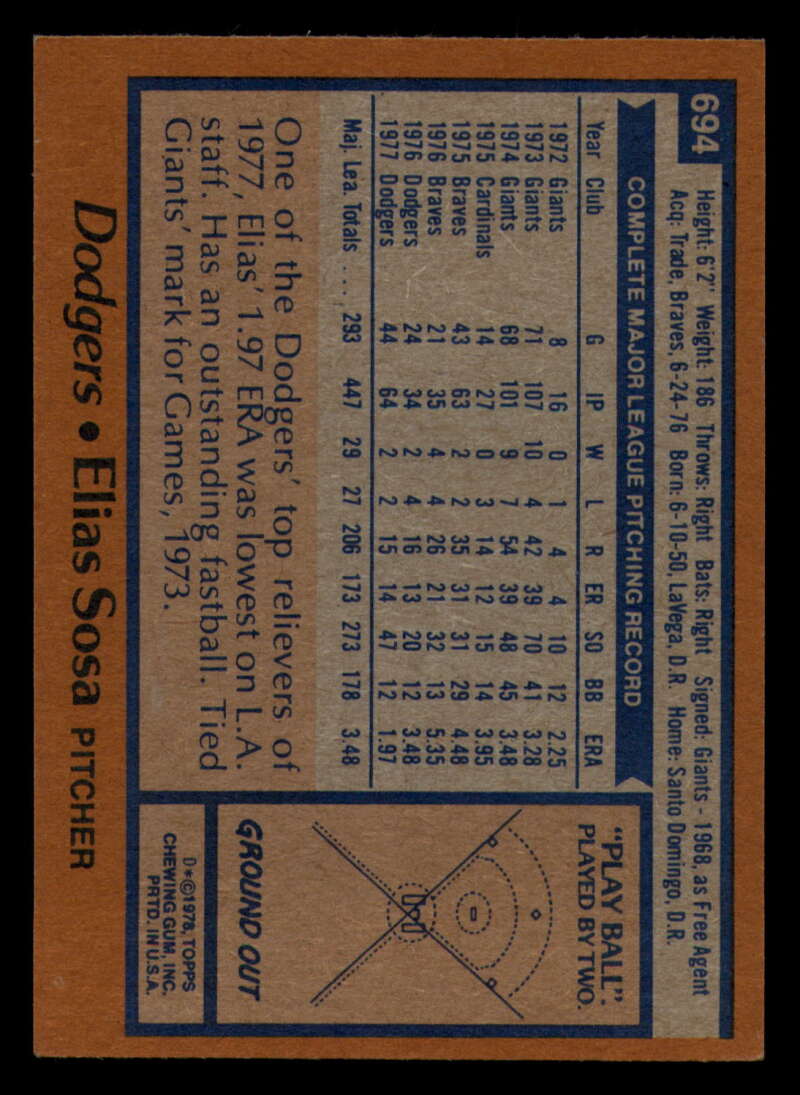 694
Height: 6'2" Weight: 186 Throws: Right Bats: Right Signed: Giants - 1968, as Free Agent
Acq: Trade, Braves, 6-24-76 Born: 6-10-50, LaVega, D.R. Home: Santo Domingo, D.R.
COMPLETE MAJOR LEAGUE PITCHING RECORD
Year Club G IP W L R ER SO BB ERA
1972 Giants 8 16 0 1 4 4 10 12 2.25
1973 Giants 71 107 10 4 42 39 70 41 3.28
1974 Giants 68 101 9 7 54 39 48 45 3.48
1975 Cardinals 14 27 0 3 14 12 15 14 3.95
1975 Braves 43 63 2 2 35 31 31 29 4.48
1976 Braves 21 35 4 4 26 21 32 13 5.35
1976 Dodgers 24 34 2 4 16 13 20 12 3.48
1977 Dodgers 44 64 2 2 15 14 47 12 1.97
Maj. Lea. Totals ... 293 447 29 27 206 173 273 178 3.48
One of the Dodgers' top relievers of
1977, Elias' 1.97 ERA was lowest on L.A.
staff. Has an outstanding fastball. Tied
Giants' mark for Games, 1973.
"PLAY BALL".
PLAYED BY TWO.
GROUND OUT
D*©1978, TOPPS
CHEWING GUM, INC.
PRTD. IN U.S.A.
Dodgers • Elias Sosa PITCHER